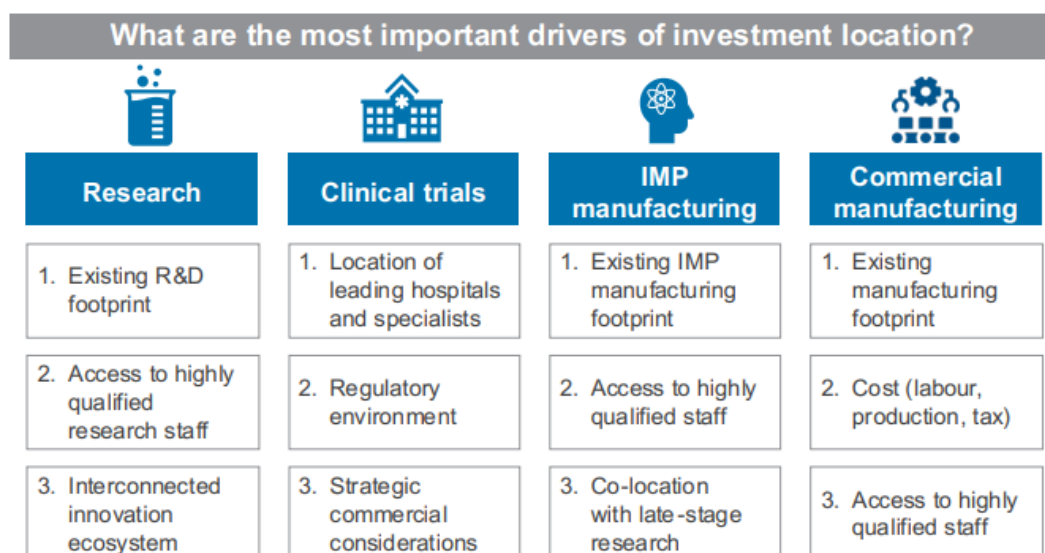 What are the most important drivers of investment location?
Research
Clinical trials
IMP
manufacturing
Commercial
manufacturing
1. Existing R&D
footprint
1. Location of
leading hospitals
and specialists
1. Existing IMP
manufacturing
footprint
1. Existing
manufacturing
footprint
2. Access to highly
qualified
research staff
2. Regulatory
environment
2. Access to highly
qualified staff
2. Cost (labour,
production, tax)
3. Interconnected
innovation
ecosystem
3. Strategic
commercial
considerations
3. Co-location
with late-stage
research
3. Access to highly
qualified staff